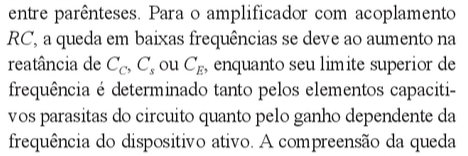 entre parênteses. Para o amplificador com acoplamento
RC, a queda em baixas frequências se deve ao aumento na
reatância de C_C, C_s ou C_E, enquanto seu limite superior de
frequência é determinado tanto pelos elementos capaciti-
vos parasitas do circuito quanto pelo ganho dependente da
frequência do dispositivo ativo. A compreensão da queda